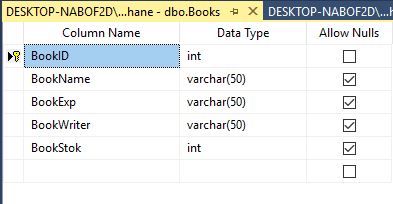 DESKTOP-NABOF2D\...hane - dbo.Books DESKTOP-NABOF2D\...h
Column Name Data Type Allow Nulls
BookID int
BookName varchar(50)
BookExp varchar(50)
BookWriter varchar(50)
BookStok int